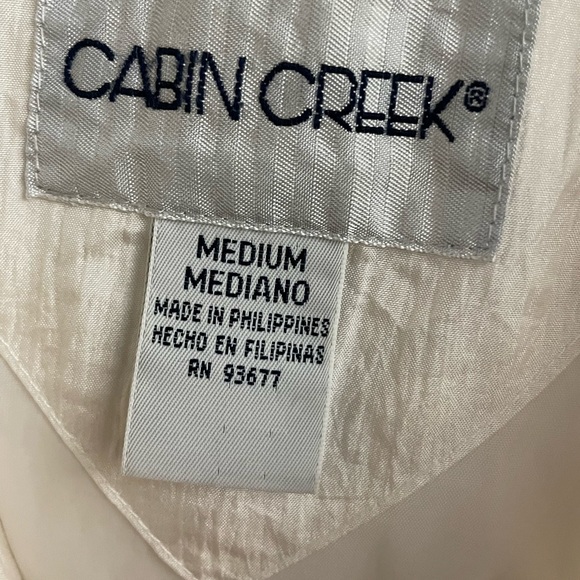 CABIN CREEK®
MEDIUM
MEDIANO
MADE IN PHILIPPINES
HECHO EN FILIPINAS
RN 93677